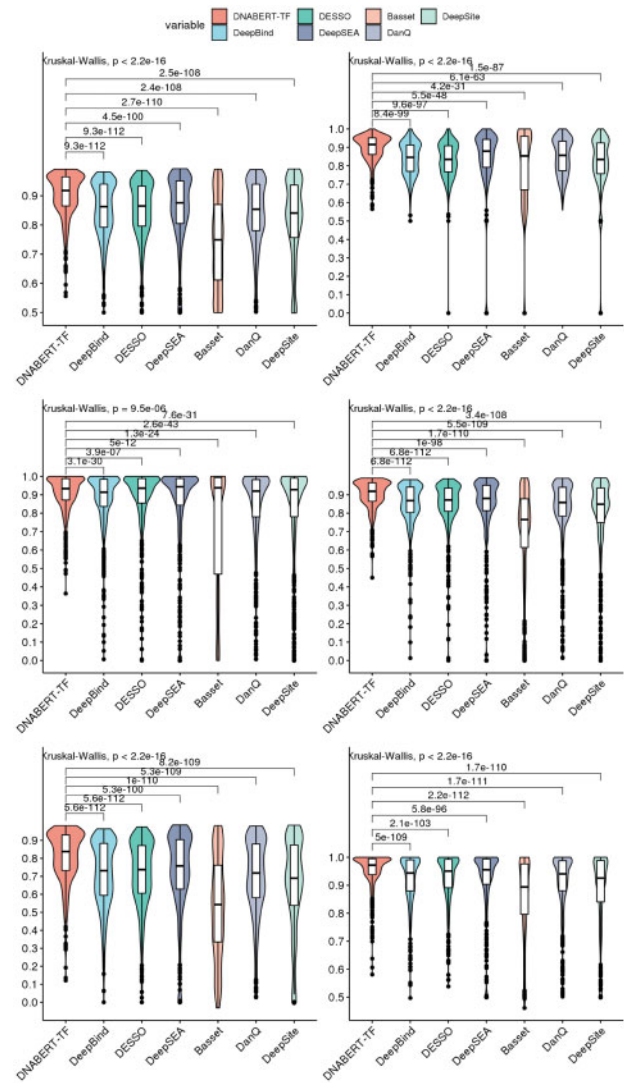 variable DNABERT-TF DESSO Basset DeepSite
DeepBind DeepSEA DanQ
Kruskal-Wallis, p < 2.2e-16
2.5e-108
2.4e-108
2.7e-110
4.5e-100
9.3e-112
9.3e-112
0.9
0.8
0.7
0.6
0.5
DNABERT-TF DeepBind DESSO DeepSEA Basset DanQ DeepSite
Kruskal-Wallis, p < 2.2e-16
1.5e-87
6.1e-63
4.2e-31
5.5e-48
9.6e-97
8.4e-99
1.0
0.9
0.8
0.7
0.6
0.5
0.4
0.3
0.2
0.1
0.0
DNABERT-TF DeepBind DESSO DeepSEA Basset DanQ DeepSite
Kruskal-Wallis, p = 9.5e-06
7.6e-31
2.6e-43
1.3e-24
5e-12
3.9e-07
3.1e-30
1.0
0.9
0.8
0.7
0.6
0.5
0.4
0.3
0.2
0.1
0.0
DNABERT-TF DeepBind DESSO DeepSEA Basset DanQ DeepSite
Kruskal-Wallis, p < 2.2e-16
3.4e-108
5.5e-109
1.7e-110
1e-98
6.8e-112
6.8e-112
1.0
0.9
0.8
0.7
0.6
0.5
0.4
0.3
0.2
0.1
0.0
DNABERT-TF DeepBind DESSO DeepSEA Basset DanQ DeepSite
Kruskal-Wallis, p < 2.2e-16
8.2e-109
5.3e-109
1e-110
5.3e-100
5.6e-112
5.6e-112
0.9
0.8
0.7
0.6
0.5
0.4
0.3
0.2
0.1
0.0
DNABERT-TF DeepBind DESSO DeepSEA Basset DanQ DeepSite
Kruskal-Wallis, p < 2.2e-16
1.7e-110
1.7e-111
2.2e-112
5.8e-96
2.1e-103
5e-109
1.0
0.9
0.8
0.7
0.6
0.5
DNABERT-TF DeepBind DESSO DeepSEA Basset DanQ DeepSite